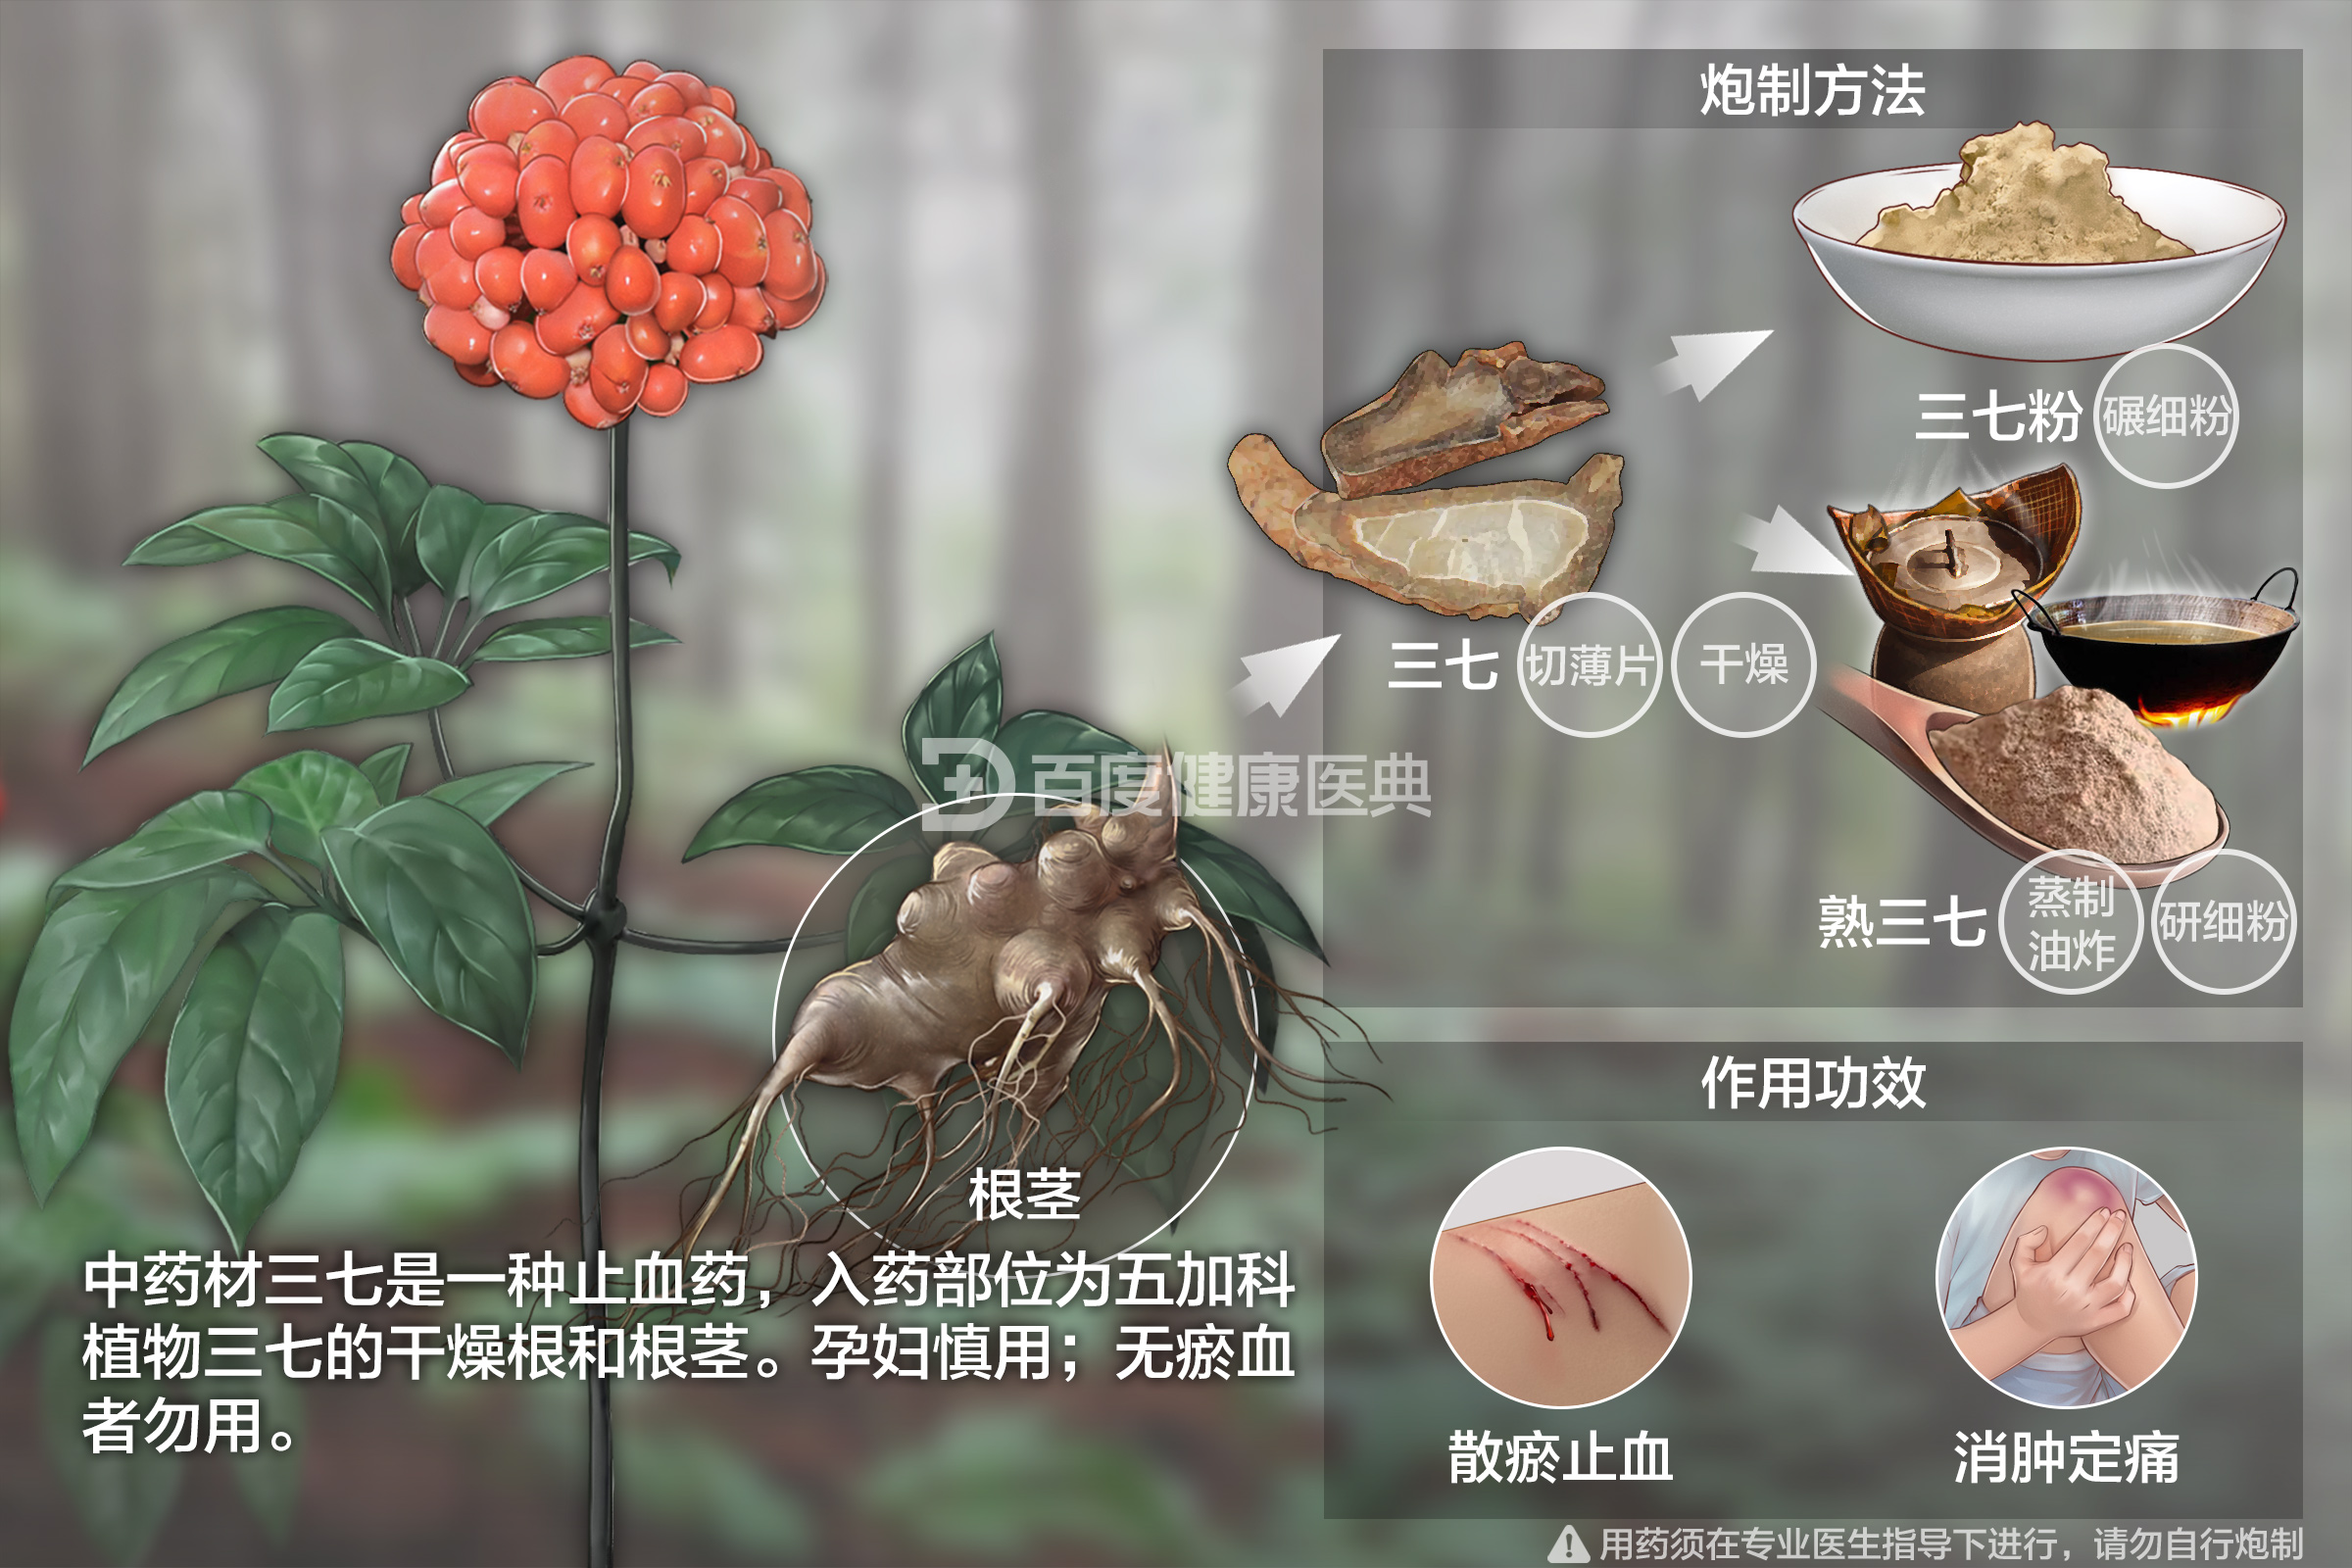 炮制方法
三七粉 碾细粉
三七 切薄片 干燥
熟三七 蒸制
油炸 研细粉
百度健康医典
根茎
中药材三七是一种止血药，入药部位为五加科
植物三七的干燥根和根茎。孕妇慎用；无瘀血
者勿用。
作用功效
散瘀止血 消肿定痛
用药须在专业医生指导下进行，请勿自行炮制